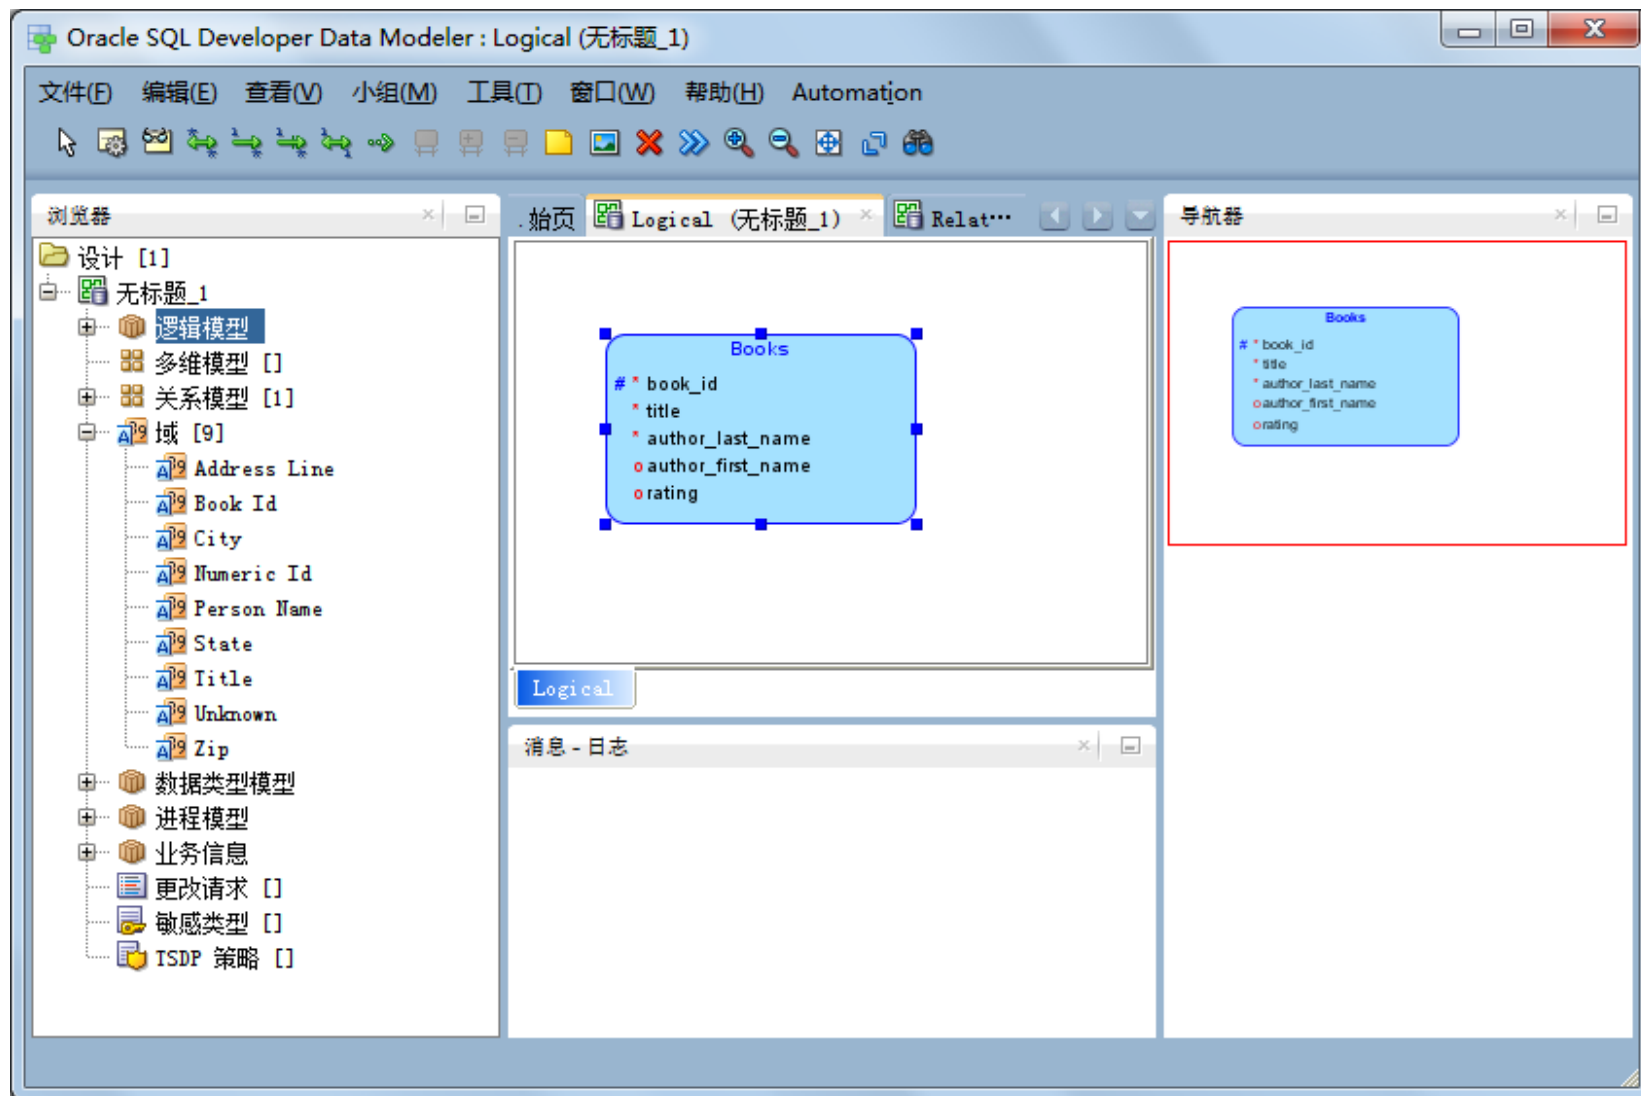 Oracle SQL Developer Data Modeler : Logical (无标题_1)
文件(F) 编辑(E) 查看(V) 小组(M) 工具(T) 窗口(W) 帮助(H) Automation
浏览器
设计 [1]
无标题_1
逻辑模型
多维模型 []
关系模型 [1]
域 [9]
Address Line
Book Id
City
Numeric Id
Person Name
State
Title
Unknown
Zip
数据类型模型
进程模型
业务信息
更改请求 []
敏感类型 []
TSDP 策略 []
.始页 Logical (无标题_1) Relat...
Books
# * book_id
* title
* author_last_name
o author_first_name
o rating
Logical
消息 - 日志
导航器
Books
# * book_id
* title
* author_last_name
o author_first_name
o rating